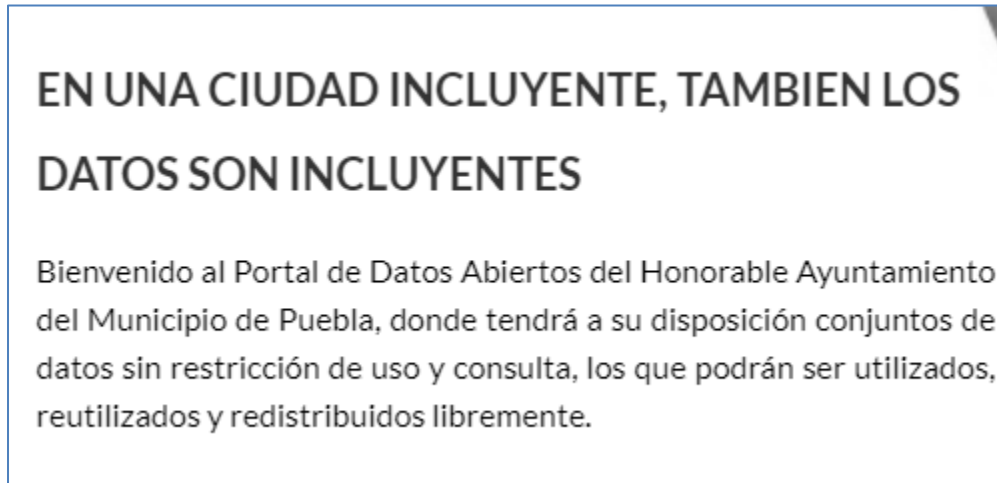 EN UNA CIUDAD INCLUYENTE, TAMBIEN LOS
DATOS SON INCLUYENTES
Bienvenido al Portal de Datos Abiertos del Honorable Ayuntamiento
del Municipio de Puebla, donde tendrá a su disposición conjuntos de
datos sin restricción de uso y consulta, los que podrán ser utilizados,
reutilizados y redistribuidos libremente.